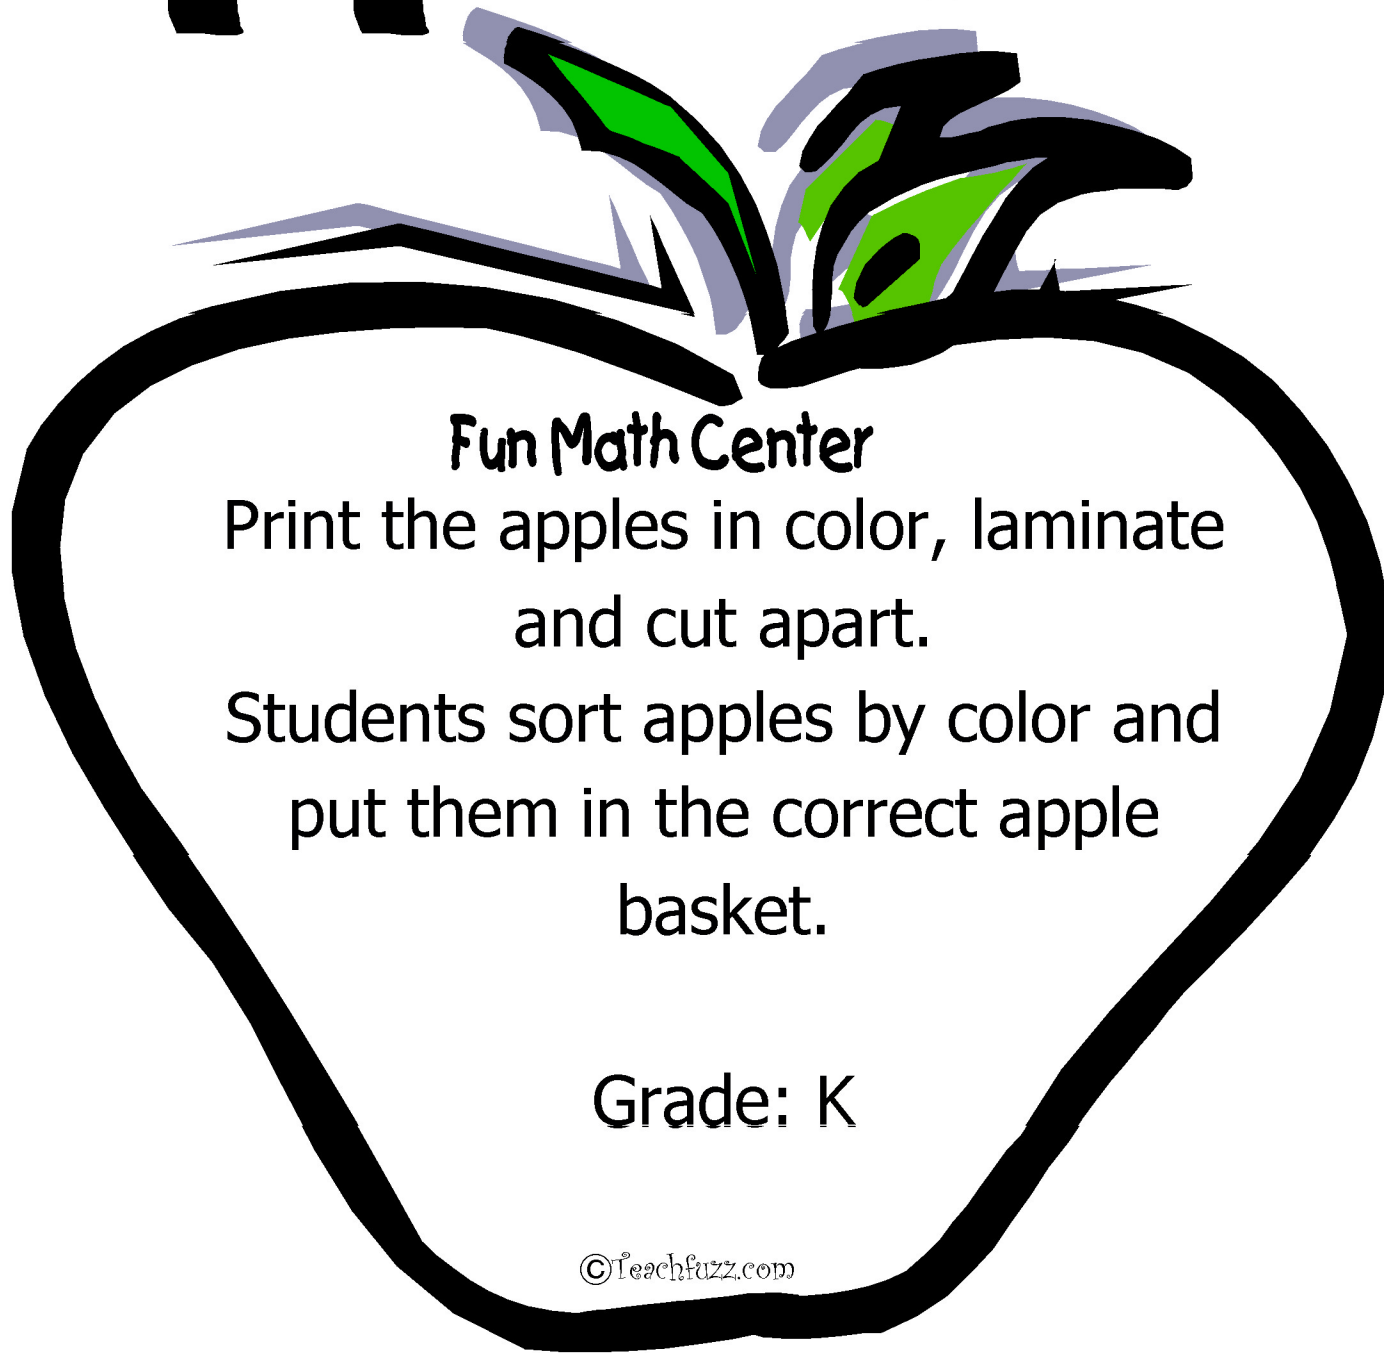 Fun Math Center
Print the apples in color, laminate
and cut apart.
Students sort apples by color and
put them in the correct apple
basket.
Grade: K
©Teachfuzz.com